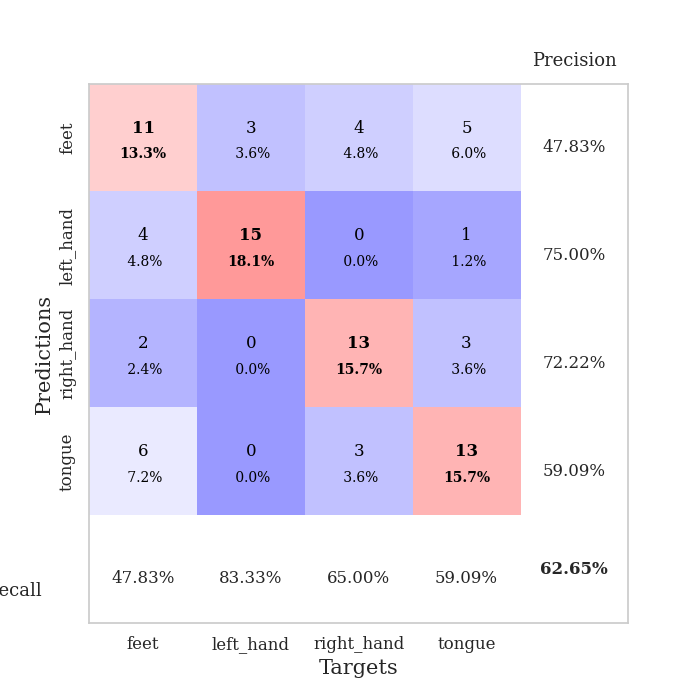 Precision
feet
11 3 4 5
13.3% 3.6% 4.8% 6.0%
47.83%
left_hand
4 15 0 1
4.8% 18.1% 0.0% 1.2%
75.00%
Predictions
right_hand
2 0 13 3
2.4% 0.0% 15.7% 3.6%
72.22%
tongue
6 0 3 13
7.2% 0.0% 3.6% 15.7%
59.09%
ecall
47.83% 83.33% 65.00% 59.09% 62.65%
feet left_hand right_hand tongue
Targets